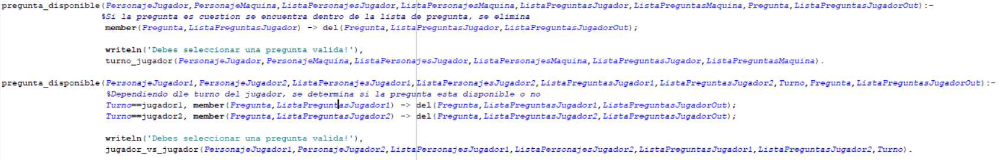 pregunta_disponible(PersonajeJugador,PersonajeMaquina,ListaPersonajesJugador,ListaPersonajesMaquina,ListaPreguntasJugador,ListaPreguntasMaquina,Pregunta,ListaPreguntasJugadorOut):-
%Si la pregunta es cuestion se encuentra dentro de la lista de pregunta, se elimina
member(Pregunta,ListaPreguntasJugador) -> del(Pregunta,ListaPreguntasJugador,ListaPreguntasJugadorOut);
writeln('Debes seleccionar una pregunta valida!'),
turno_jugador(PersonajeJugador,PersonajeMaquina,ListaPersonajesJugador,ListaPersonajesMaquina,ListaPreguntasJugador,ListaPreguntasMaquina).
pregunta_disponible(PersonajeJugador1,PersonajeJugador2,ListaPersonajesJugador1,ListaPersonajesJugador2,ListaPreguntasJugador1,ListaPreguntasJugador2,Turno,Pregunta,ListaPreguntasJugadorOut):-
%Dependiendo dle turno del jugador, se determina si la pregunta esta disponible o no
Turno==jugador1, member(Pregunta,ListaPreguntasJugador1) -> del(Pregunta,ListaPreguntasJugador1,ListaPreguntasJugadorOut);
Turno==jugador2, member(Pregunta,ListaPreguntasJugador2) -> del(Pregunta,ListaPreguntasJugador2,ListaPreguntasJugadorOut);
writeln('Debes seleccionar una pregunta valida!'),
jugador_vs_jugador(PersonajeJugador1,PersonajeJugador2,ListaPersonajesJugador1,ListaPersonajesJugador2,ListaPreguntasJugador1,ListaPreguntasJugador2,Turno).